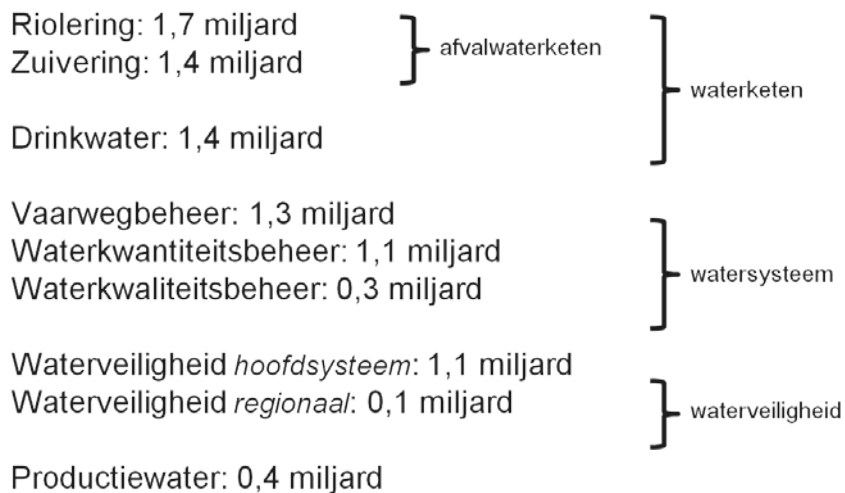 Riolering: 1,7 miljard
Zuivering: 1,4 miljard
afvalwaterketen
waterketen
Drinkwater: 1,4 miljard
Vaarwegbeheer: 1,3 miljard
Waterkwantiteitsbeheer: 1,1 miljard
Waterkwaliteitsbeheer: 0,3 miljard
watersysteem
Waterveiligheid hoofdsysteem: 1,1 miljard
Waterveiligheid regionaal: 0,1 miljard
waterveiligheid
Productiewater: 0,4 miljard